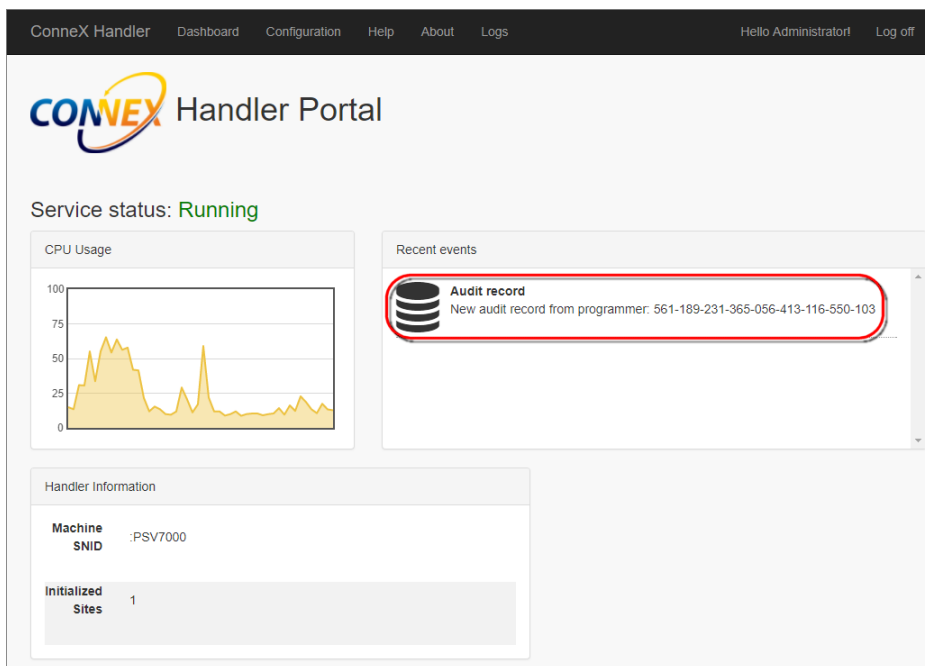 ConneX Handler Dashboard Configuration Help About Logs Hello Administrator! Log off
CONNEX Handler Portal
Service status: Running
CPU Usage
100
75
50
25
0
Recent events
Audit record
New audit record from programmer: 561-189-231-365-056-413-116-550-103
Handler Information
Machine
SNID
:PSV7000
Initialized
Sites
1